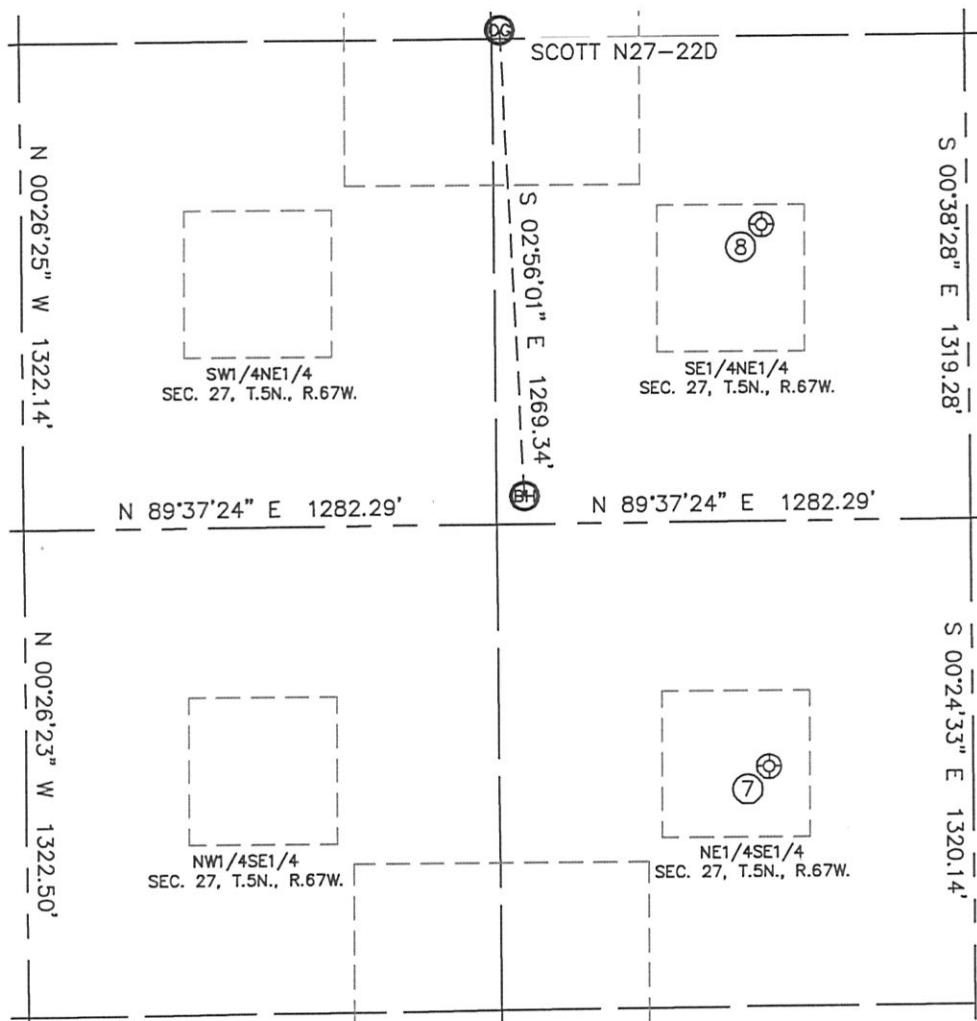 OG
SCOTT N27-22D
N 00°26'25" W 1322.14'
S 02°56'01" E 1269.34'
S 00°38'28" E 1319.28'
8
SW1/4NE1/4
SEC. 27, T.5N., R.67W.
SE1/4NE1/4
SEC. 27, T.5N., R.67W.
BH
N 89°37'24" E 1282.29'
N 89°37'24" E 1282.29'
N 00°26'23" W 1322.50'
S 00°24'33" E 1320.14'
7
NW1/4SE1/4
SEC. 27, T.5N., R.67W.
NE1/4SE1/4
SEC. 27, T.5N., R.67W.